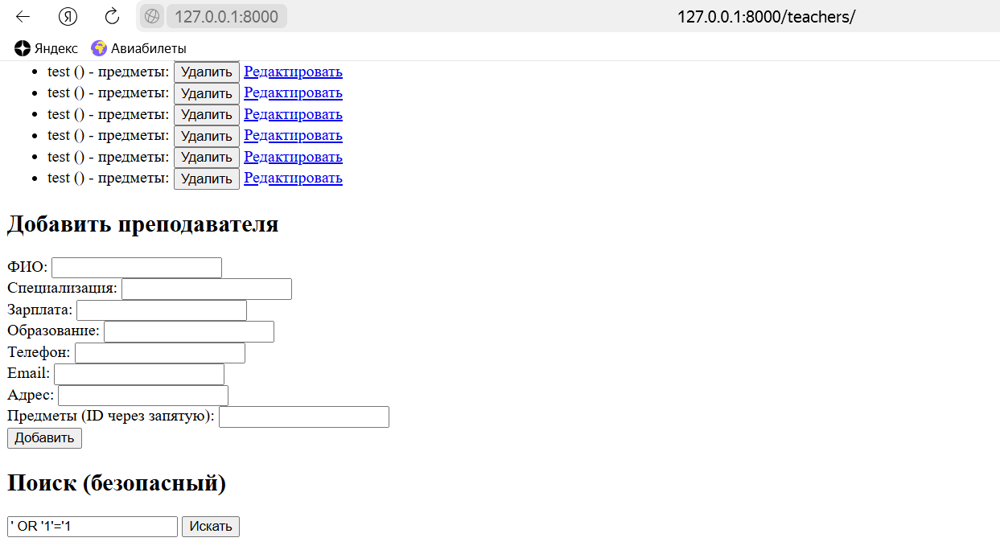 127.0.0.1:8000 127.0.0.1:8000/teachers/
Яндекс Авиабилеты
test () - предметы: Удалить Редактировать
test () - предметы: Удалить Редактировать
test () - предметы: Удалить Редактировать
test () - предметы: Удалить Редактировать
test () - предметы: Удалить Редактировать
test () - предметы: Удалить Редактировать
Добавить преподавателя
ФИО:
Специализация:
Зарплата:
Образование:
Телефон:
Email:
Адрес:
Предметы (ID через запятую):
Добавить
Поиск (безопасный)
' OR '1'='1 Искать